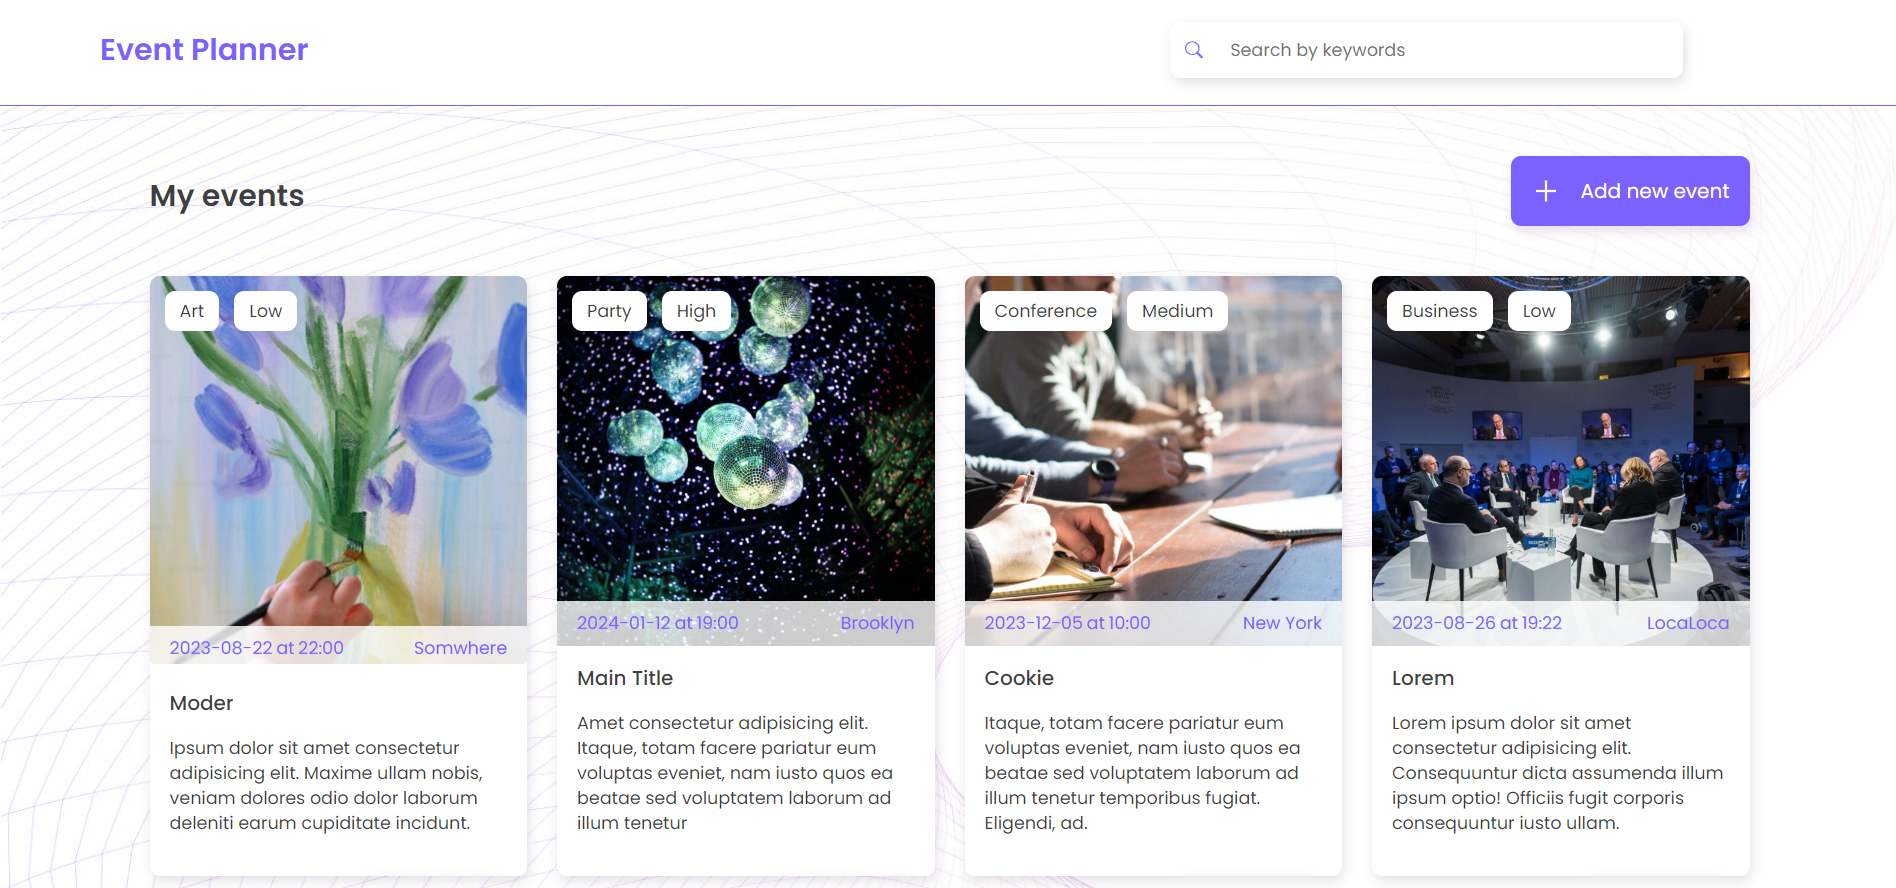 Event Planner
Search by keywords
My events
Add new event
Art
Low
2023-08-22 at 22:00
Somwhere
Moder
Ipsum dolor sit amet consectetur
adipisicing elit. Maxime ullam nobis,
veniam dolores odio dolor laborum
deleniti earum cupiditate incidunt.
Party
High
2024-01-12 at 19:00
Brooklyn
Main Title
Amet consectetur adipisicing elit.
Itaque, totam facere pariatur eum
voluptas eveniet, nam iusto quos ea
beatae sed voluptatem laborum ad
illum tenetur
Conference
Medium
2023-12-05 at 10:00
New York
Cookie
Itaque, totam facere pariatur eum
voluptas eveniet, nam iusto quos ea
beatae sed voluptatem laborum ad
illum tenetur temporibus fugiat.
Eligendi, ad.
Business
Low
2023-08-26 at 19:22
LocaLoca
Lorem
Lorem ipsum dolor sit amet
consectetur adipisicing elit.
Consequuntur dicta assumenda illum
ipsum optio! Officiis fugit corporis
consequuntur iusto ullam.